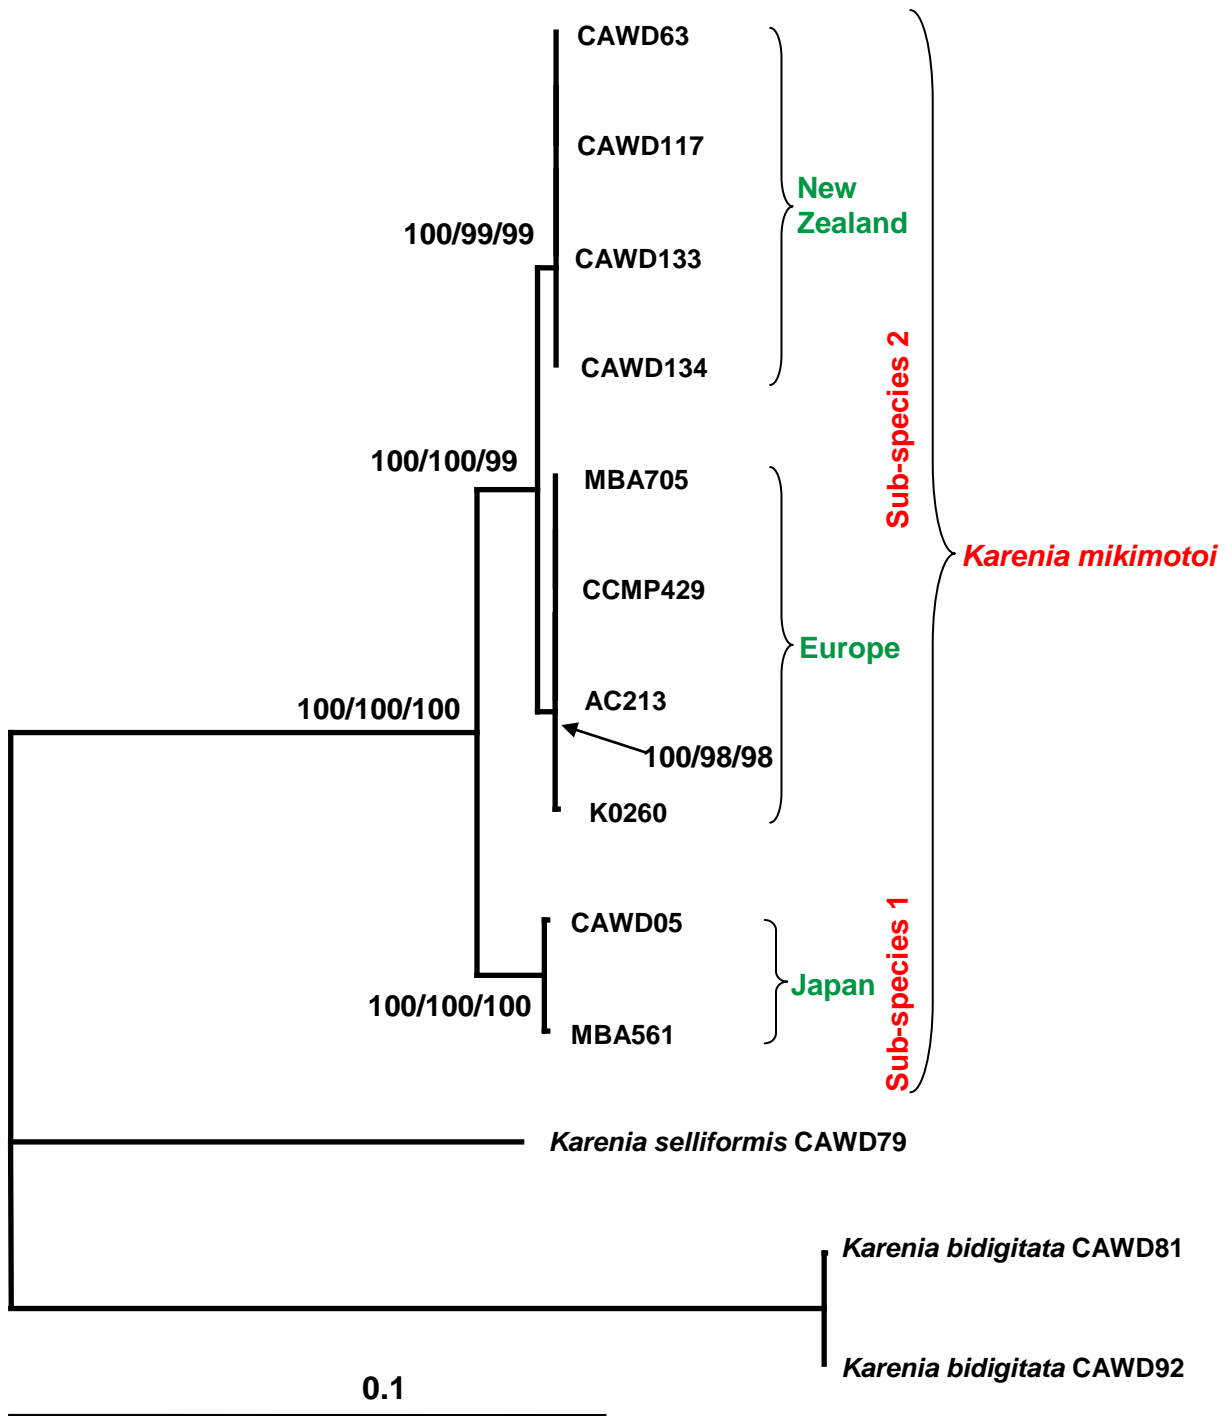 CAWD63
CAWD117
New
Zealand
100/99/99
CAWD133
CAWD134
Sub-species 2
100/100/99
MBA705
Karenia mikimotoi
CCMP429
Europe
AC213
100/100/100
100/98/98
K0260
CAWD05
Sub-species 1
Japan
100/100/100
MBA561
Karenia selliformis CAWD79
Karenia bidigitata CAWD81
Karenia bidigitata CAWD92
0.1